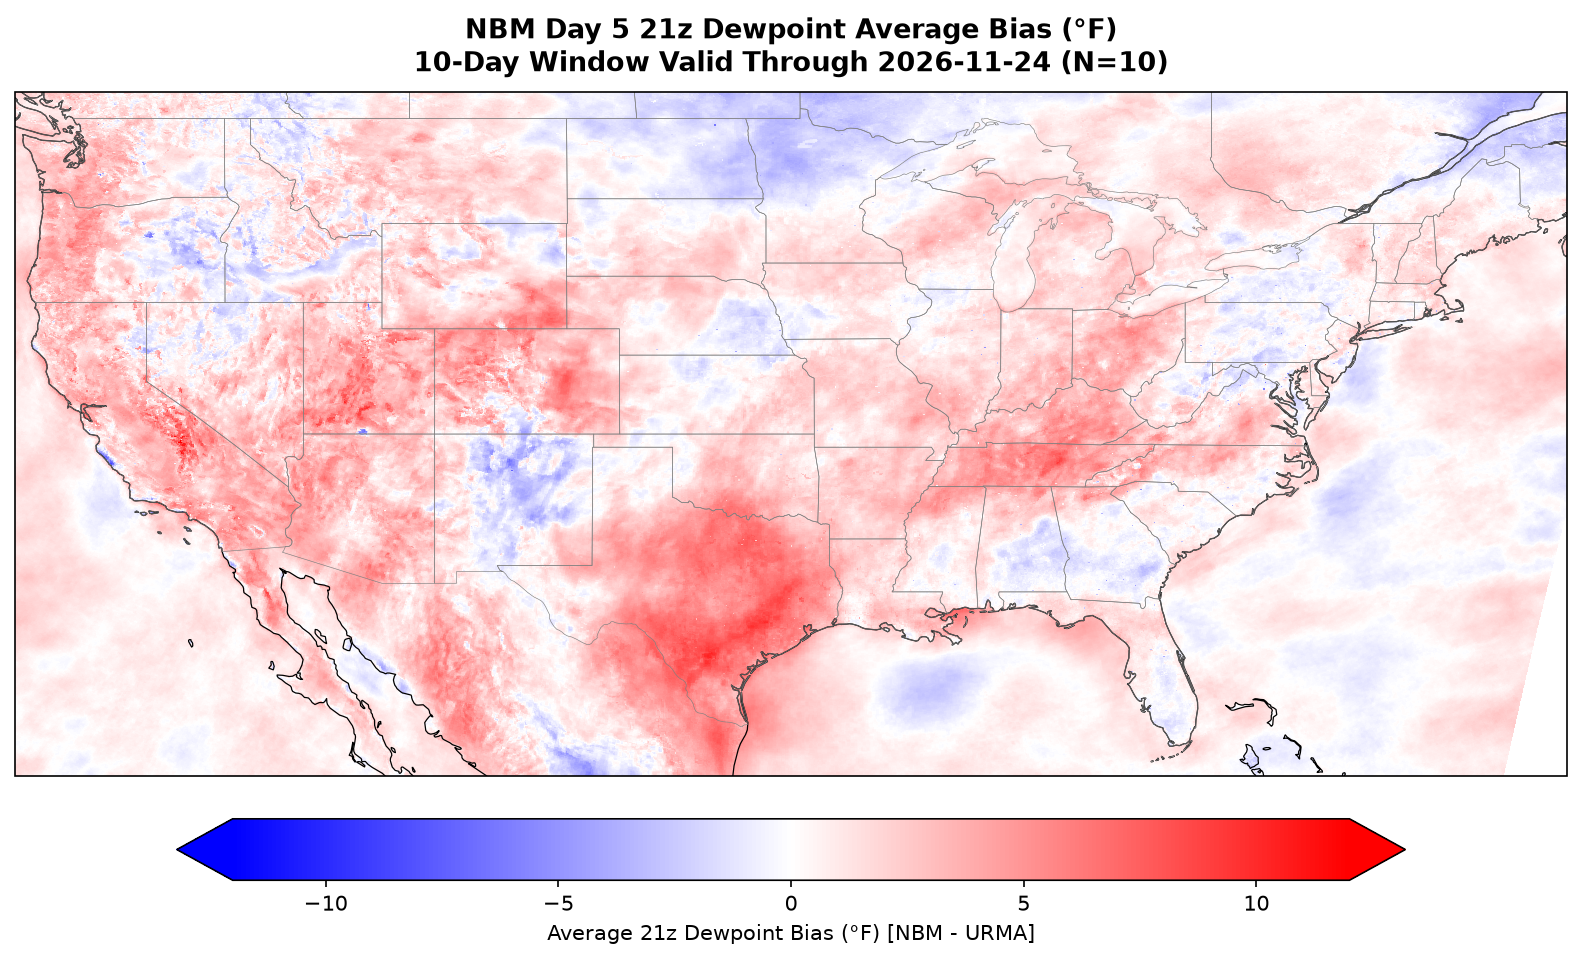 NBM Day 5 21z Dewpoint Average Bias (°F)
10-Day Window Valid Through 2026-11-24 (N=10)
−10 −5 0 5 10
Average 21z Dewpoint Bias (°F) [NBM - URMA]